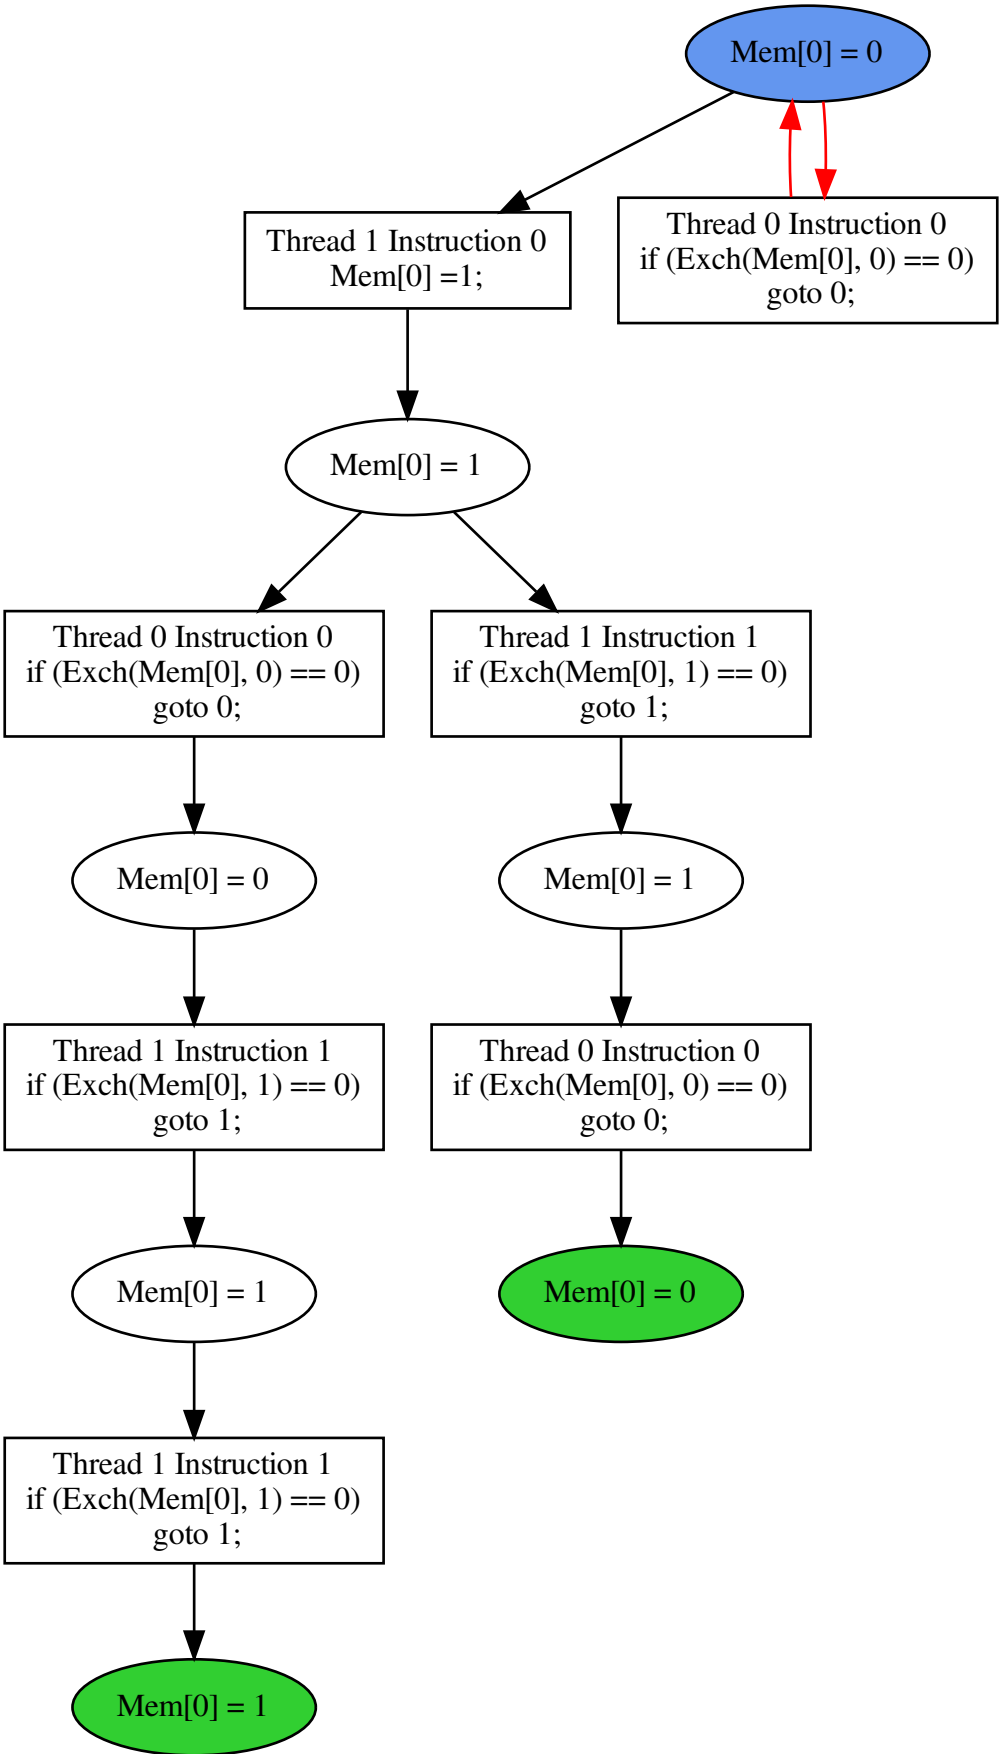 Mem[0] = 0
Thread 1 Instruction 0
Mem[0] =1;
Thread 0 Instruction 0
if (Exch(Mem[0], 0) == 0)
goto 0;
Mem[0] = 1
Thread 0 Instruction 0
if (Exch(Mem[0], 0) == 0)
goto 0;
Thread 1 Instruction 1
if (Exch(Mem[0], 1) == 0)
goto 1;
Mem[0] = 0
Mem[0] = 1
Thread 1 Instruction 1
if (Exch(Mem[0], 1) == 0)
goto 1;
Thread 0 Instruction 0
if (Exch(Mem[0], 0) == 0)
goto 0;
Mem[0] = 1
Mem[0] = 0
Thread 1 Instruction 1
if (Exch(Mem[0], 1) == 0)
goto 1;
Mem[0] = 1